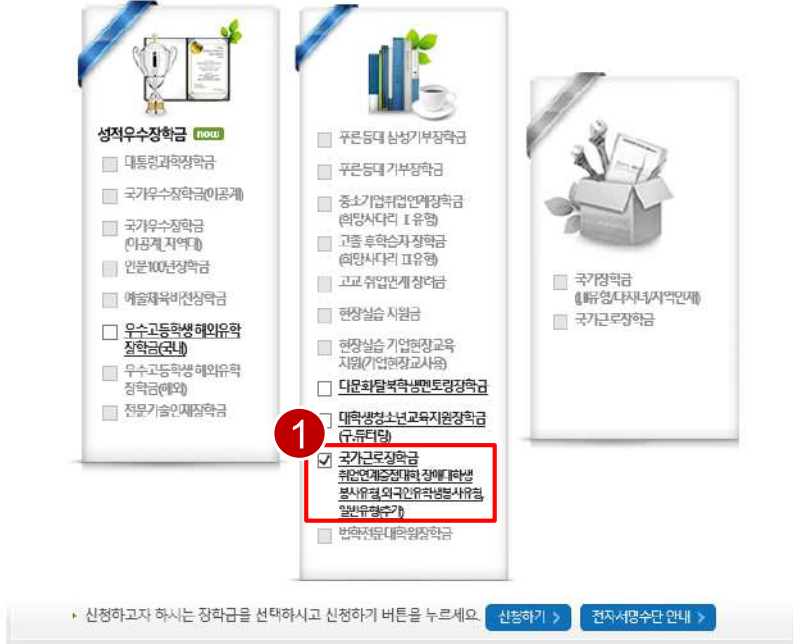 성적우수장학금 now
대통령과학장학금
국가우수장학금(이공계)
국가우수장학금
(이공계_지역대)
인문100년장학금
예술체육비전장학금
우수고등학생 해외유학
장학금(국내)
우수고등학생 해외유학
장학금(해외)
전문기술인재장학금
푸른등대 삼성기부장학금
푸른등대 기부장학금
중소기업취업연계장학금
(희망사다리 I 유형)
고졸 후학습자 장학금
(희망사다리 II유형)
고교 취업연계 장려금
현장실습 지원금
현장실습 기업현장교육
지원(기업현장교사용)
다문화탈북학생멘토링장학금
대학생청소년교육지원장학금
(구.튜터링)
1
국가근로장학금
취업연계중점대학, 장애대학생
봉사유형, 외국인유학생봉사유형,
일반유형(추가)
법학전문대학원장학금
국가장학금
(I,II유형/다자녀/지역인재)
국가근로장학금
신청하고자 하시는 장학금을 선택하시고 신청하기 버튼을 누르세요. 신청하기 > 전자서명수단 안내 >